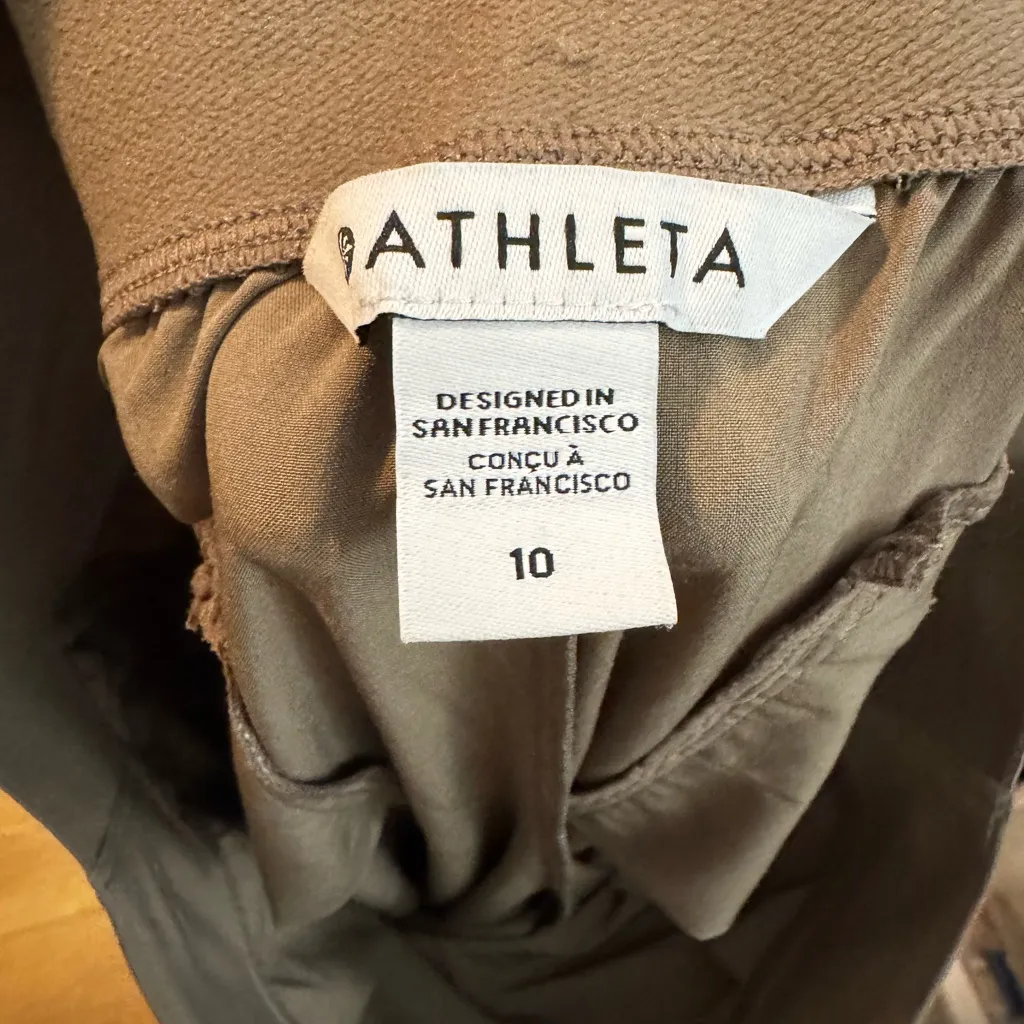 ATHLETA
DESIGNED IN
SAN FRANCISCO
CONÇU À
SAN FRANCISCO
10